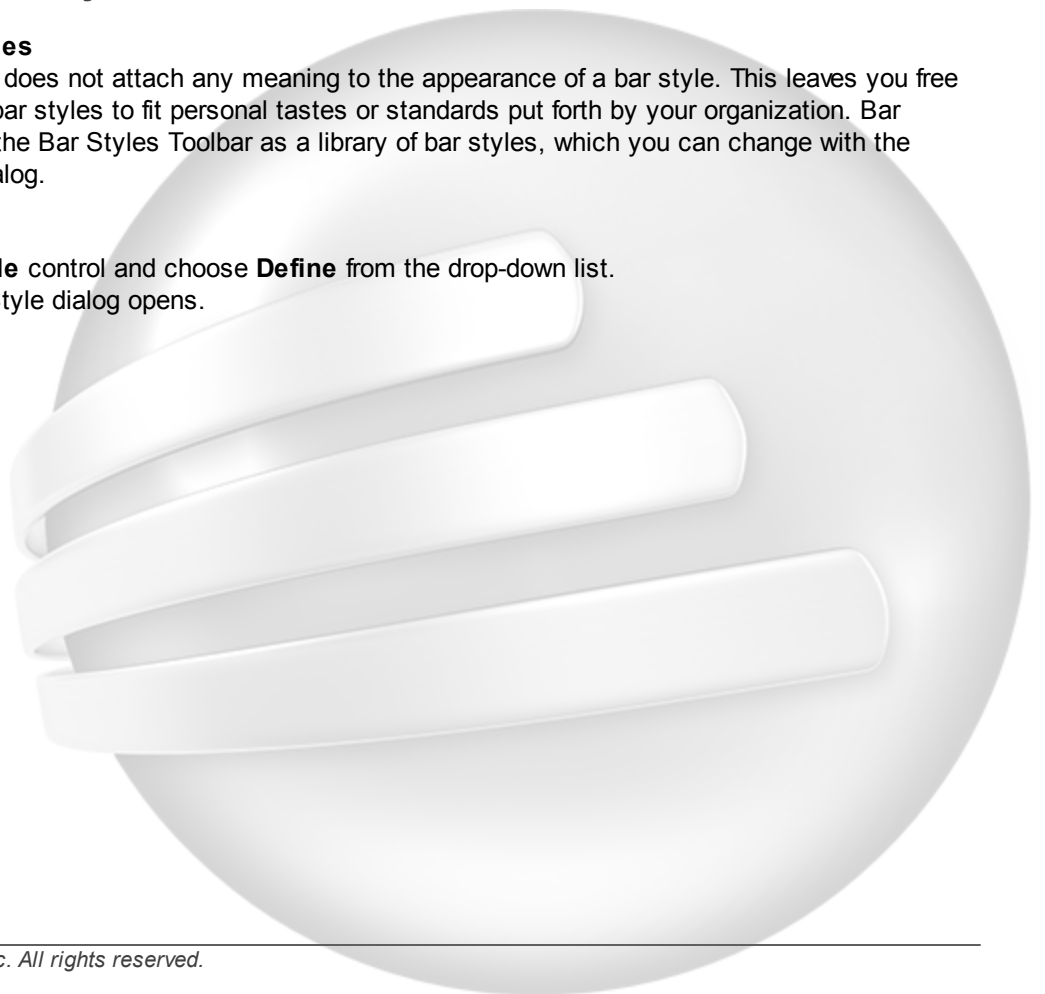 es
does not attach any meaning to the appearance of a bar style. This leaves you free
bar styles to fit personal tastes or standards put forth by your organization. Bar
the Bar Styles Toolbar as a library of bar styles, which you can change with the
alog.
le control and choose Define from the drop-down list.
Style dialog opens.
c. All rights reserved.